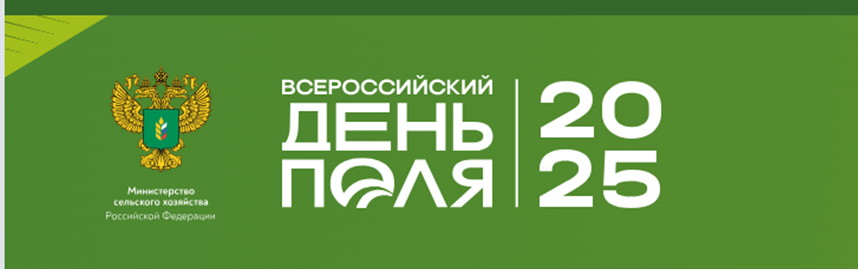 Министерство
сельского хозяйства
Российской Федерации
ВСЕРОССИЙСКИЙ
ДЕНЬ
ПОЛЯ
20
25